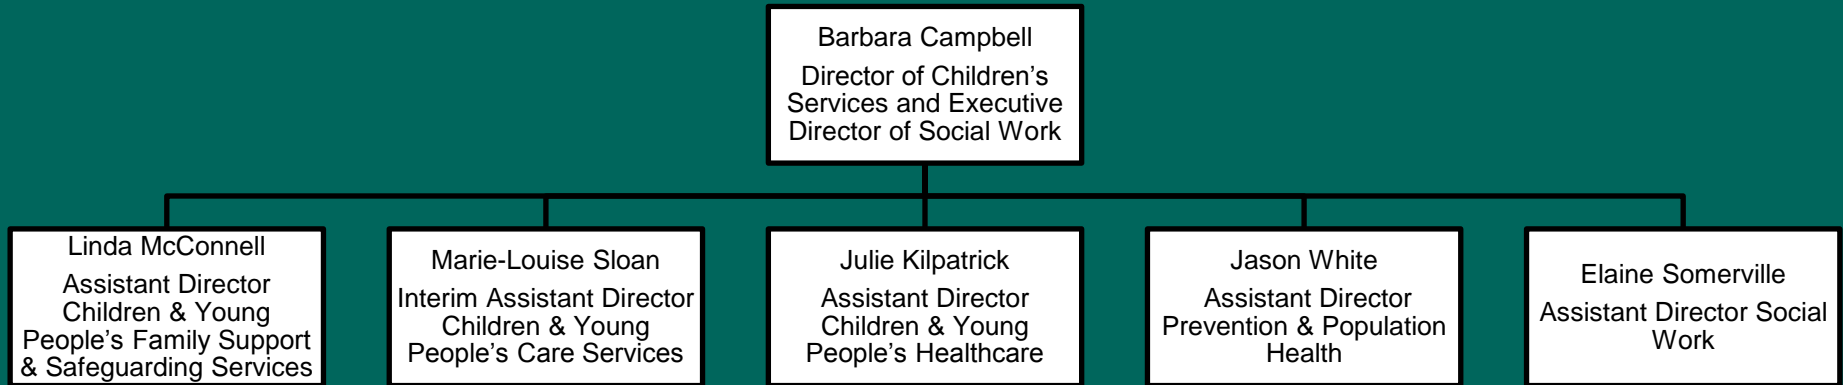 Barbara Campbell
Director of Children’s
Services and Executive
Director of Social Work
Linda McConnell
Assistant Director
Children & Young
People’s Family Support
& Safeguarding Services
Marie-Louise Sloan
Interim Assistant Director
Children & Young
People’s Care Services
Julie Kilpatrick
Assistant Director
Children & Young
People’s Healthcare
Jason White
Assistant Director
Prevention & Population
Health
Elaine Somerville
Assistant Director Social
Work